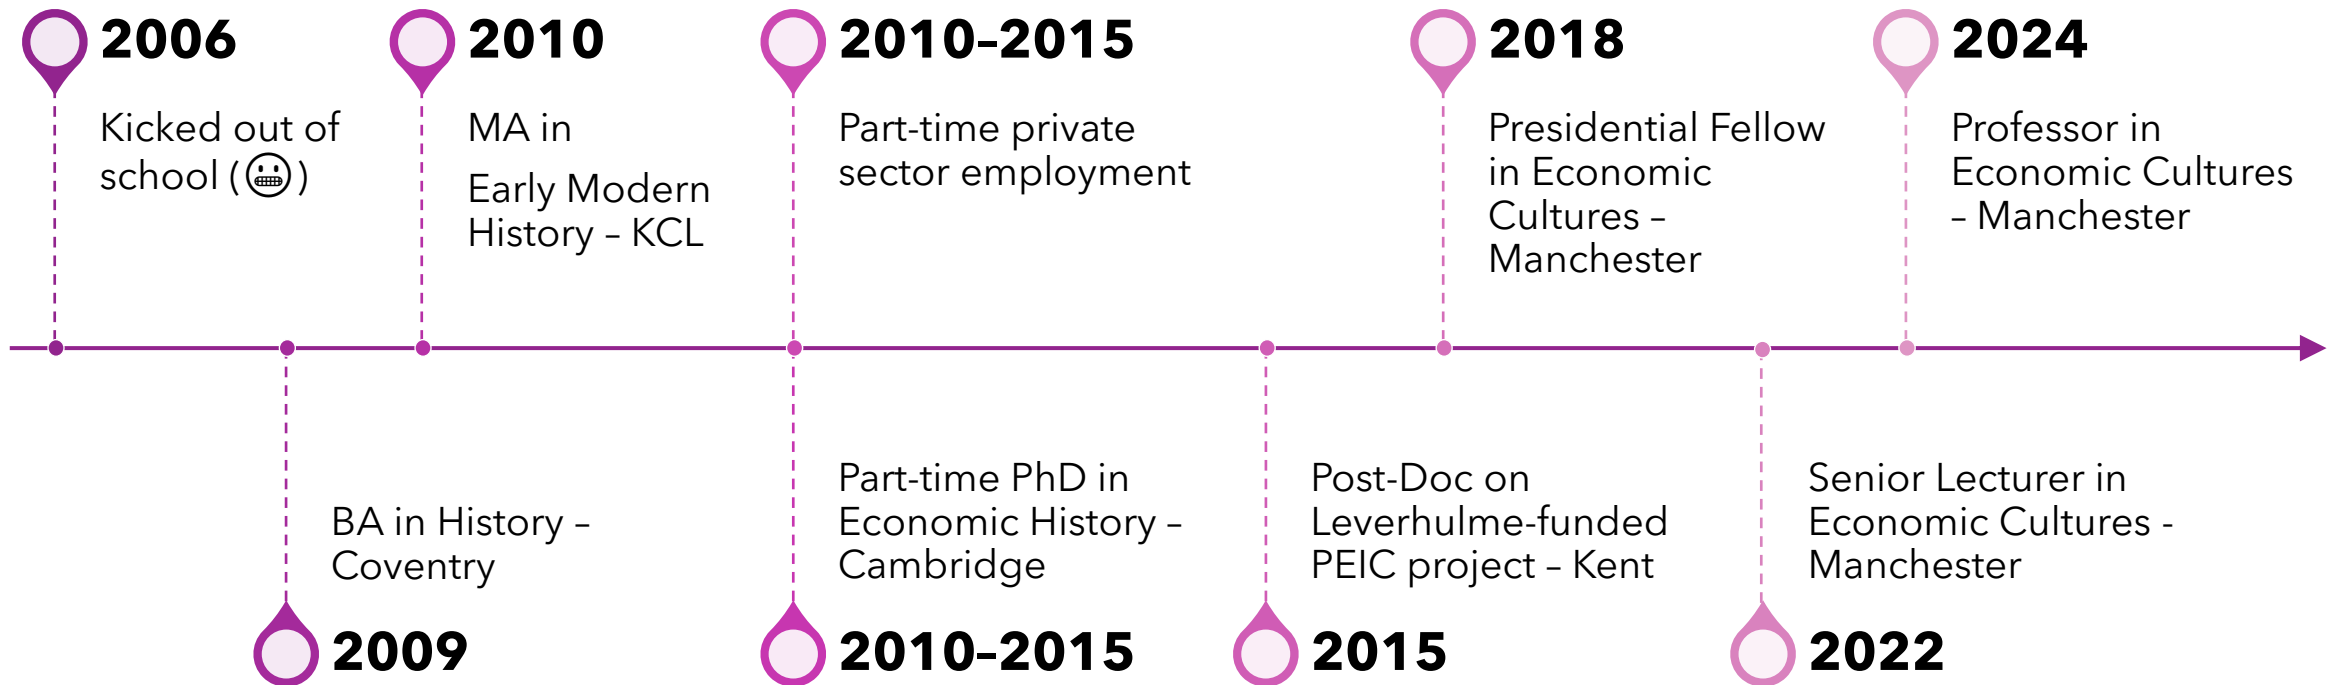 2006
Kicked out of
school (😬)
2010
MA in
Early Modern
History – KCL
2010–2015
Part-time private
sector employment
2018
Presidential Fellow
in Economic
Cultures –
Manchester
2024
Professor in
Economic Cultures
– Manchester
BA in History –
Coventry
2009
Part-time PhD in
Economic History –
Cambridge
2010–2015
Post-Doc on
Leverhulme-funded
PEIC project – Kent
2015
Senior Lecturer in
Economic Cultures -
Manchester
2022